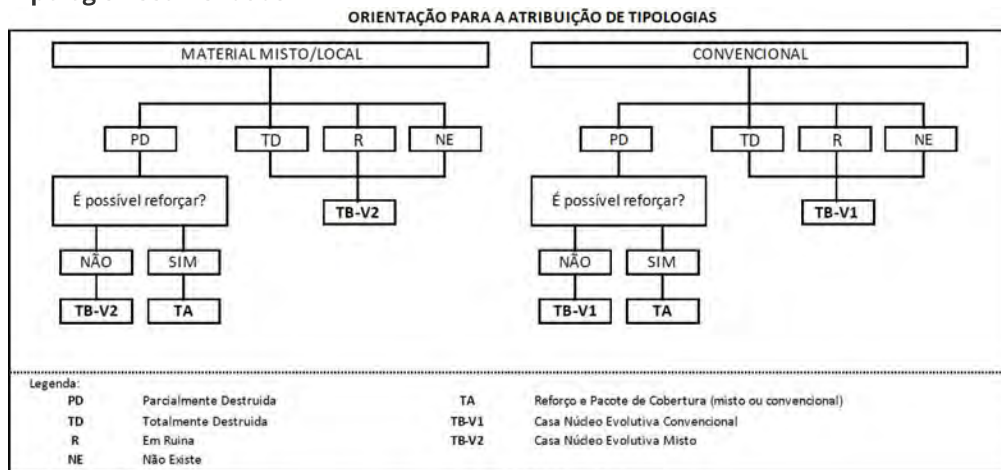 ORIENTAÇÃO PARA A ATRIBUIÇÃO DE TIPOLOGIAS
MATERIAL MISTO/LOCAL
PD TD R NE
É possível reforçar?
TB-V2
NÃO SIM
TB-V2 TA
CONVENCIONAL
PD TD R NE
É possível reforçar?
TB-V1
NÃO SIM
TB-V1 TA
Legenda:
PD Parcialmente Destruida
TD Totalmente Destruida
R Em Ruina
NE Não Existe
TA Reforço e Pacote de Cobertura (misto ou convencional)
TB-V1 Casa Núcleo Evolutiva Convencional
TB-V2 Casa Núcleo Evolutiva Misto